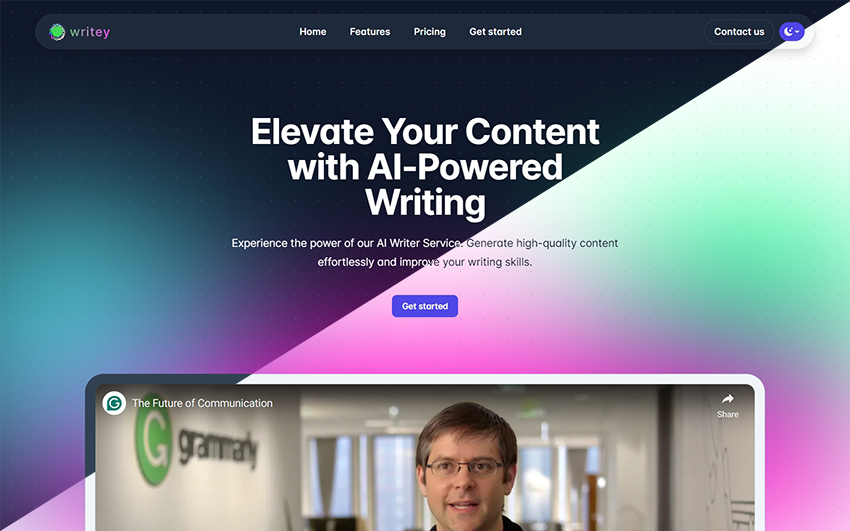 writey
Home
Features
Pricing
Get started
Contact us
Elevate Your Content
with AI-Powered
Writing
Experience the power of our AI Writer Service. Generate high-quality content
effortlessly and improve your writing skills.
Get started
The Future of Communication
Share
grammarly